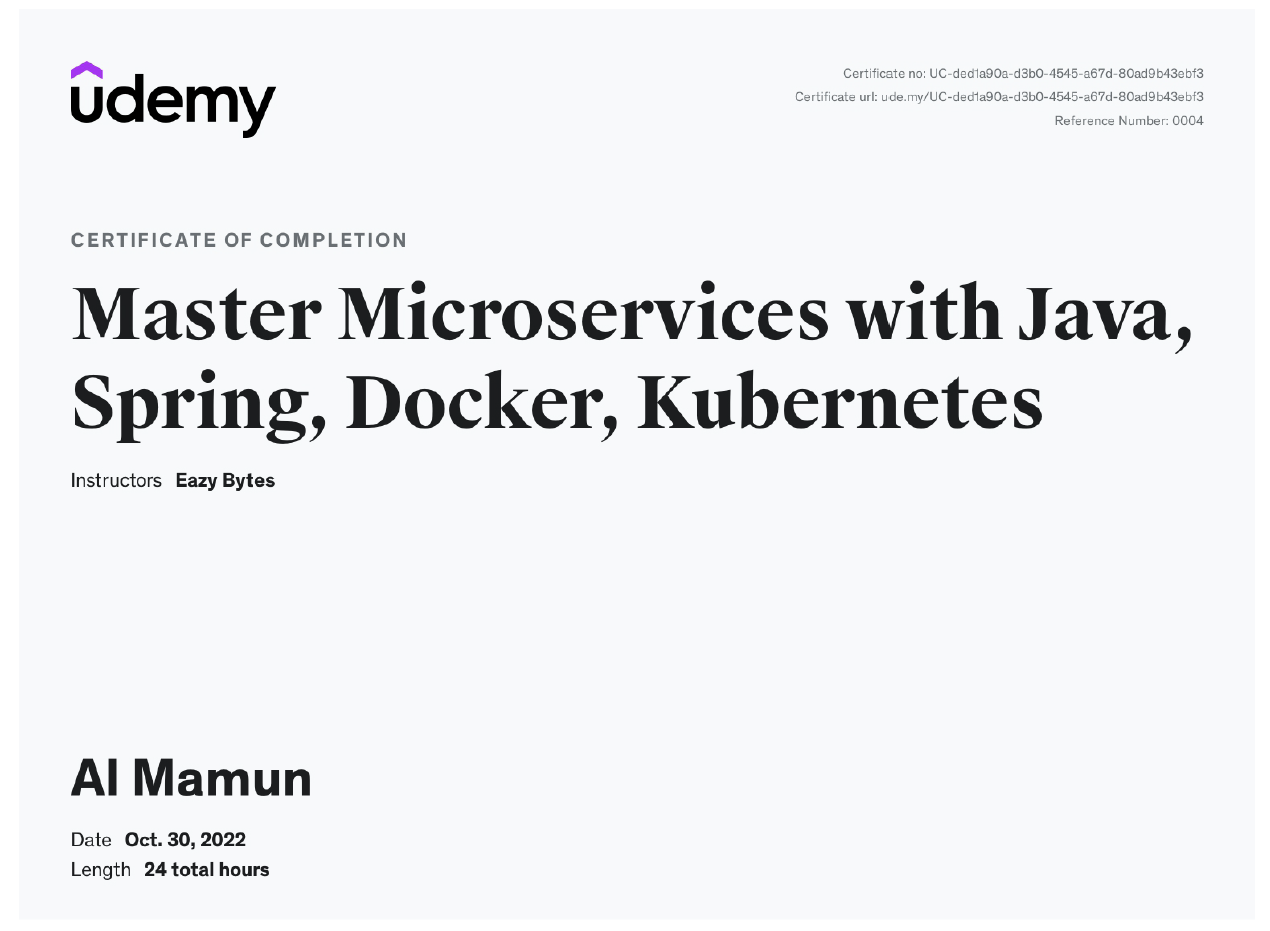 udemy
Certificate no: UC-ded1a90a-d3b0-4545-a67d-80ad9b43ebf3
Certificate url: ude.my/UC-ded1a90a-d3b0-4545-a67d-80ad9b43ebf3
Reference Number: 0004
CERTIFICATE OF COMPLETION
Master Microservices with Java,
Spring, Docker, Kubernetes
Instructors Eazy Bytes
Al Mamun
Date Oct. 30, 2022
Length 24 total hours